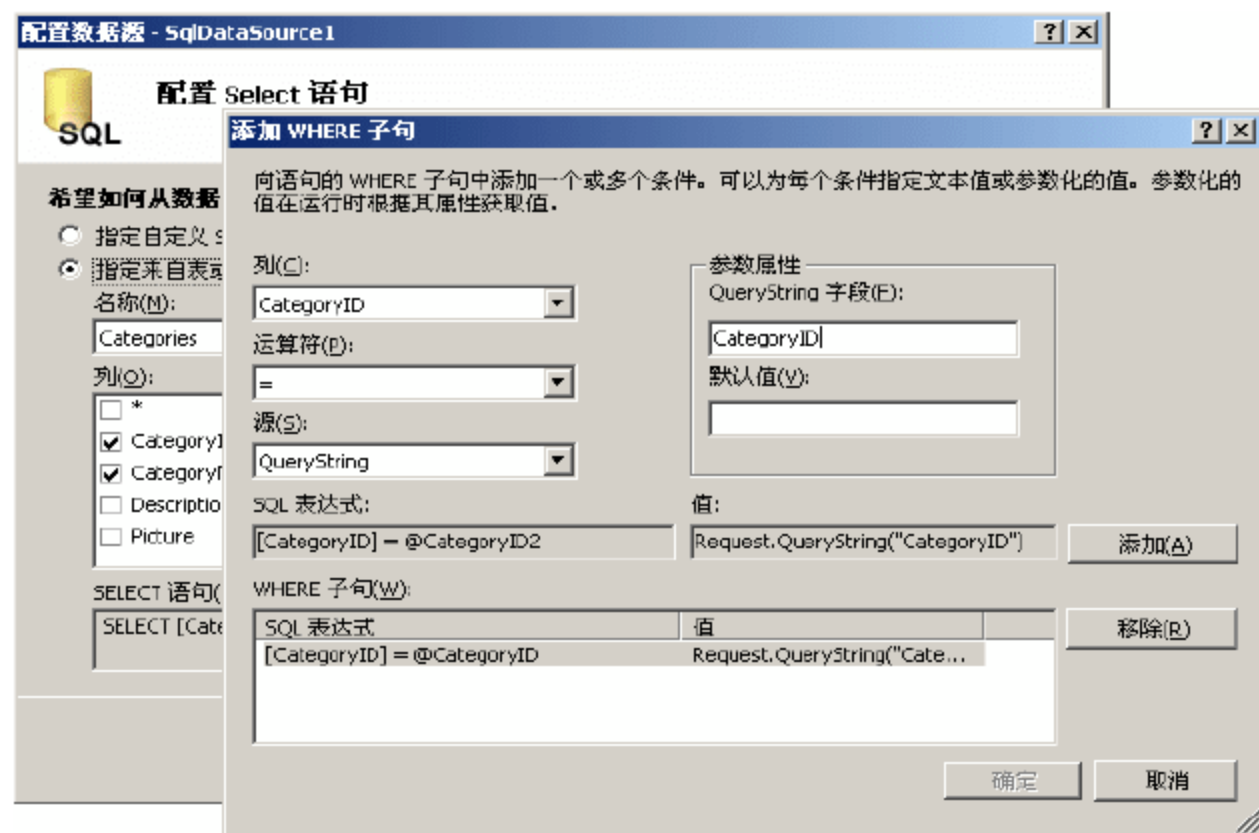 配置数据源 - SqlDataSource1
配置 Select 语句
SQL
希望如何从数据
指定自定义 S
指定来自表或
名称(M):
Categories
列(O):
*
CategoryI
CategoryN
Descriptio
Picture
SELECT 语句(
SELECT [Cate
添加 WHERE 子句
向语句的 WHERE 子句中添加一个或多个条件。可以为每个条件指定文本值或参数化的值。参数化的
值在运行时根据其属性获取值.
列(C):
CategoryID
运算符(P):
=
源(S):
QueryString
参数属性
QueryString 字段(F):
CategoryID
默认值(V):
SQL 表达式:
[CategoryID] = @CategoryID2
值:
Request.QueryString("CategoryID")
添加(A)
WHERE 子句(W):
SQL 表达式 值
[CategoryID] = @CategoryID Request.QueryString("Cate...
移除(R)
确定 取消